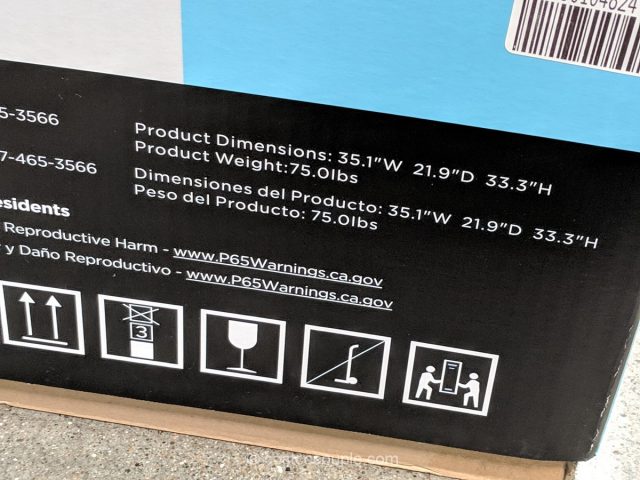 5-3566
7-465-3566
Product Dimensions: 35.1"W 21.9"D 33.3"H
Product Weight:75.0lbs
Dimensiones del Producto: 35.1"W 21.9"D 33.3"H
Peso del Producto: 75.0lbs
esidents
Reproductive Harm - www.P65Warnings.ca.gov
y Daño Reproductivo - www.P65Warnings.ca.gov
3